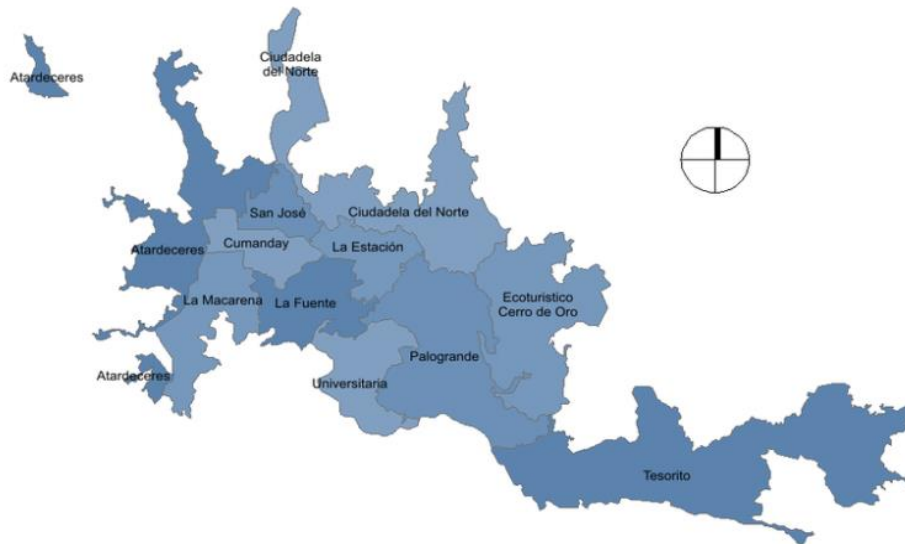 Ciudadela
del Norte
Atardeceres
San José
Ciudadela del Norte
Cumanday
La Estación
Atardeceres
La Macarena
La Fuente
Ecoturistico
Cerro de Oro
Palogrande
Atardeceres
Universitaria
Tesorito